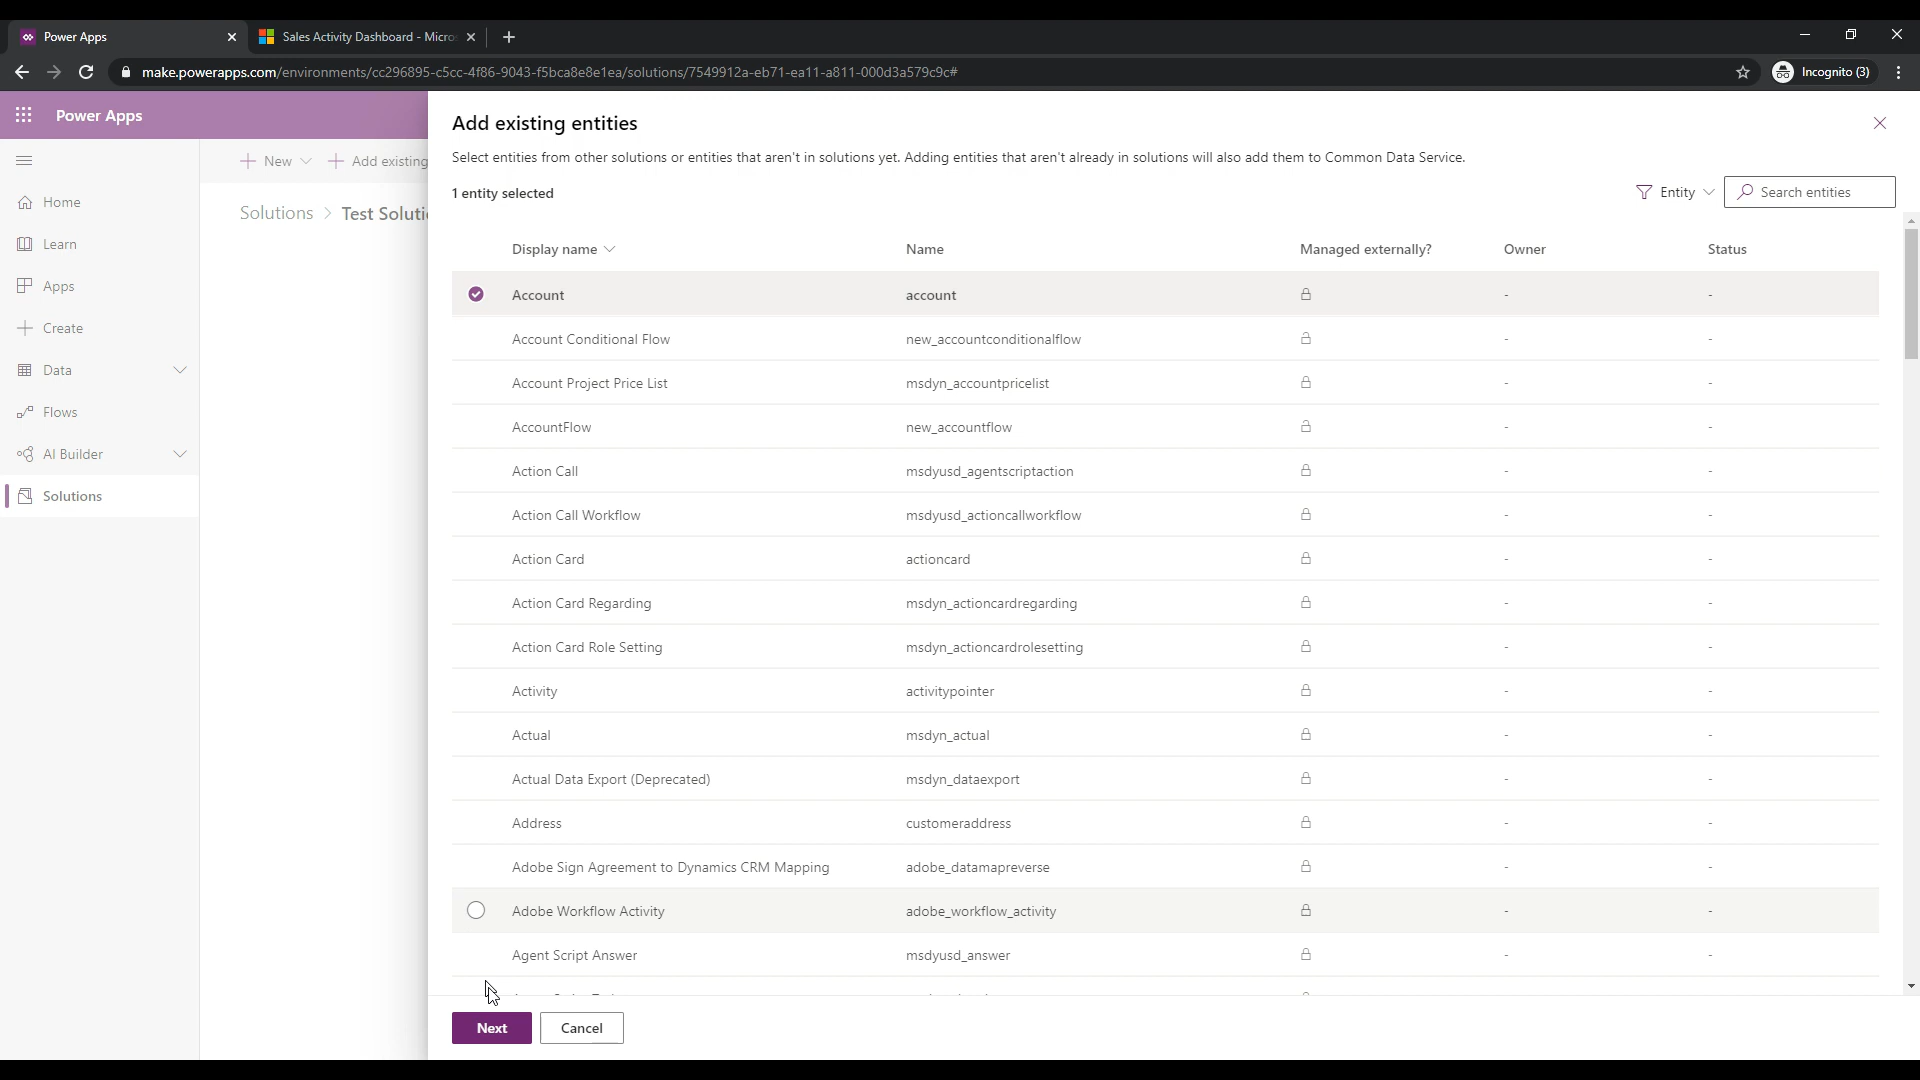 Power Apps
Sales Activity Dashboard - Micro
make.powerapps.com/environments/cc296895-c5cc-4f86-9043-f5bca8e8e1ea/solutions/7549912a-eb71-ea11-a811-000d3a579c9c#
Incognito (3)
Power Apps
New
Add existing
Home
Learn
Apps
Create
Data
Flows
AI Builder
Solutions
Solutions > Test Soluti
Add existing entities
Select entities from other solutions or entities that aren't in solutions yet. Adding entities that aren't already in solutions will also add them to Common Data Service.
1 entity selected
Entity
Search entities
Display name Name Managed externally? Owner Status
Account account - -
Account Conditional Flow new_accountconditionalflow - -
Account Project Price List msdyn_accountpricelist - -
AccountFlow new_accountflow - -
Action Call msdyusd_agentscriptaction - -
Action Call Workflow msdyusd_actioncallworkflow - -
Action Card actioncard - -
Action Card Regarding msdyn_actioncardregarding - -
Action Card Role Setting msdyn_actioncardrolesetting - -
Activity activitypointer - -
Actual msdyn_actual - -
Actual Data Export (Deprecated) msdyn_dataexport - -
Address customeraddress - -
Adobe Sign Agreement to Dynamics CRM Mapping adobe_datamapreverse - -
Adobe Workflow Activity adobe_workflow_activity - -
Agent Script Answer msdyusd_answer - -
Next
Cancel